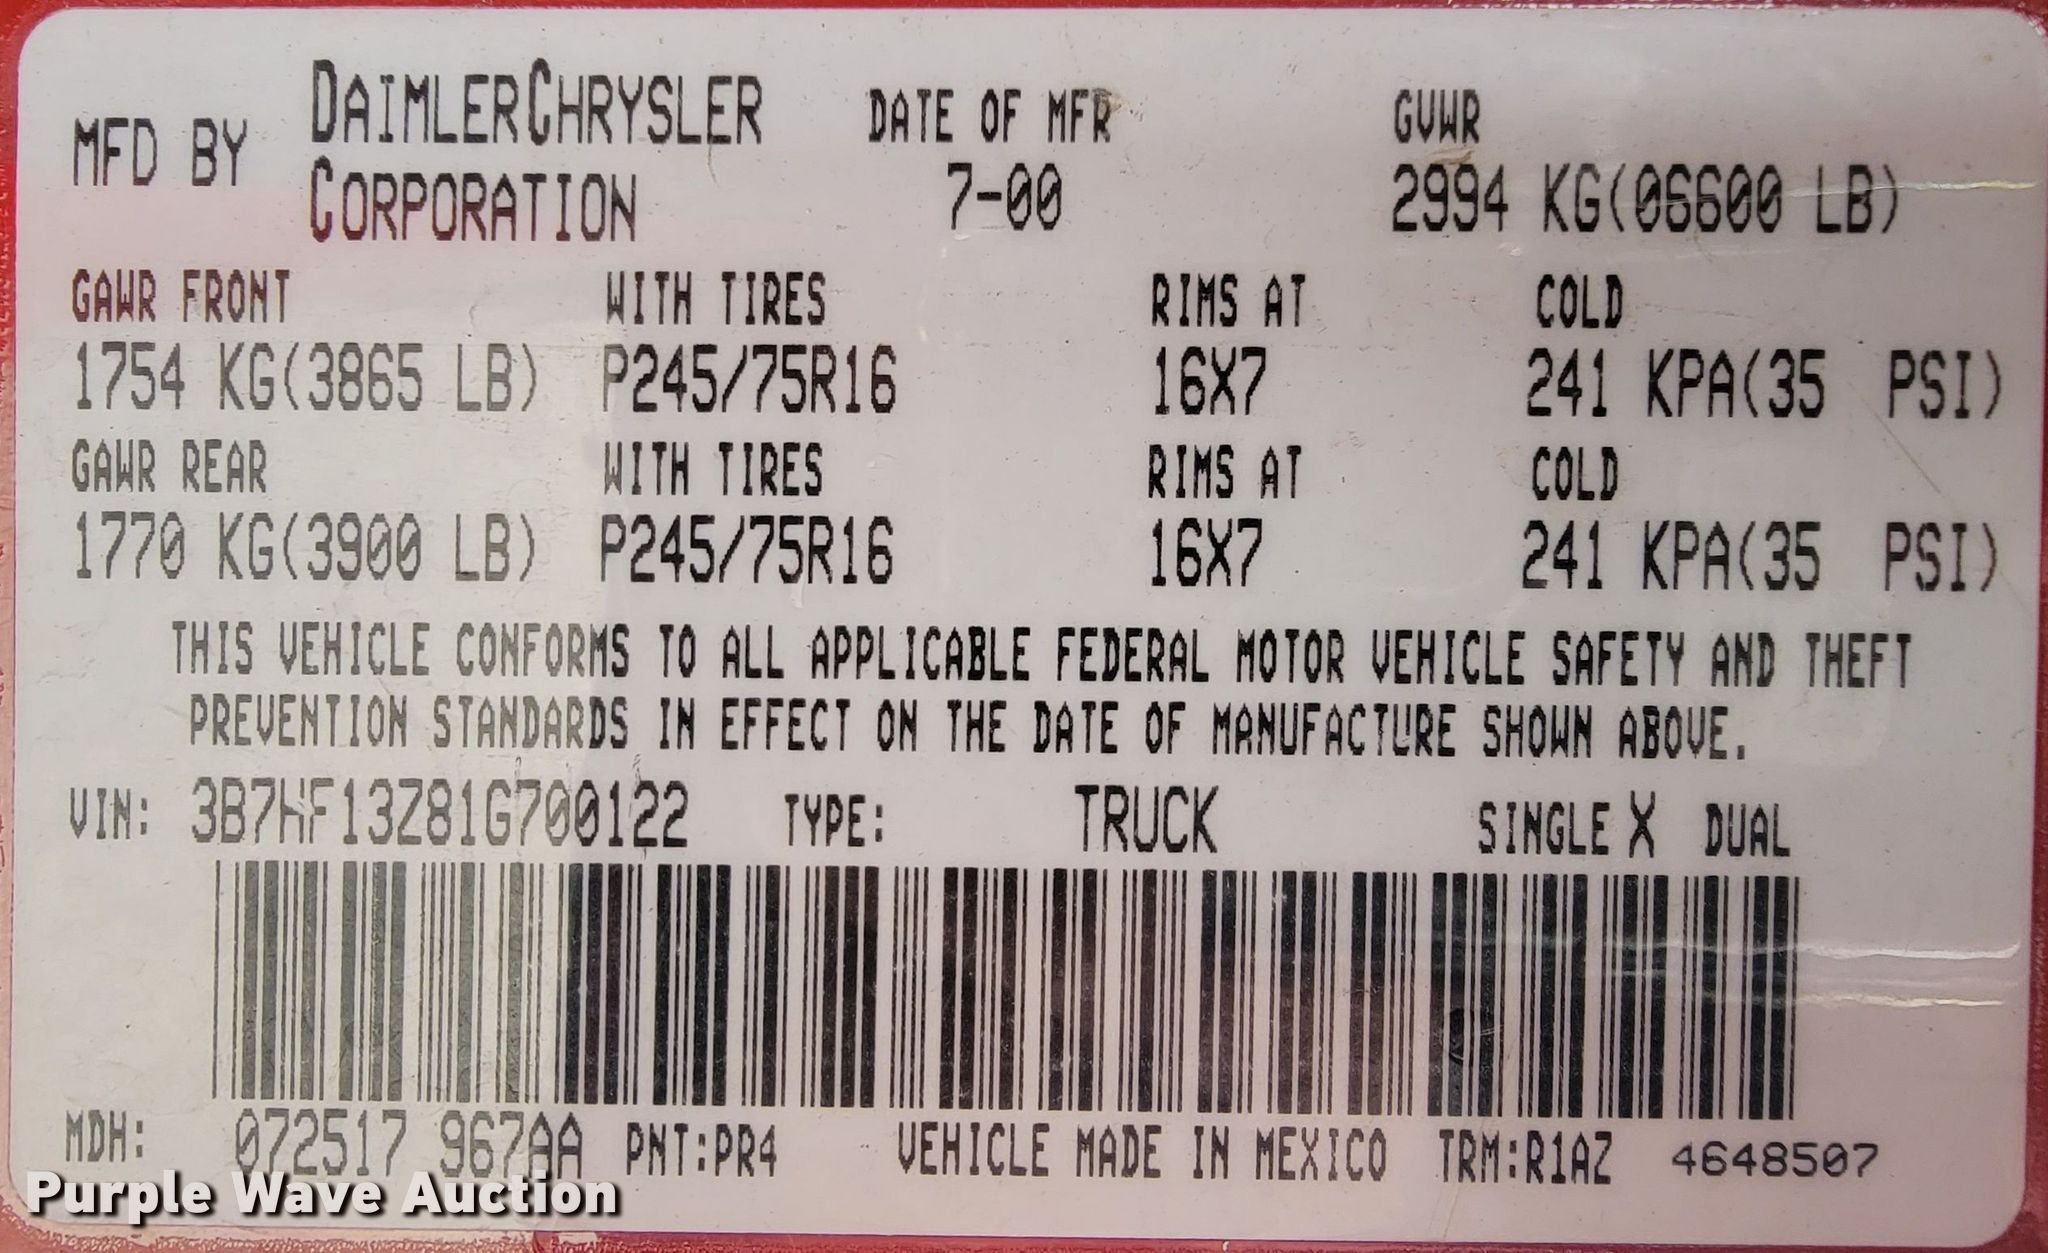 MFD BY DAIMLERCHRYSLER CORPORATION DATE OF MFR 7-00 GVWR 2994 KG(06600 LB)
GAWR FRONT WITH TIRES RIMS AT COLD
1754 KG(3865 LB) P245/75R16 16X7 241 KPA(35 PSI)
GAWR REAR WITH TIRES RIMS AT COLD
1770 KG(3900 LB) P245/75R16 16X7 241 KPA(35 PSI)
THIS VEHICLE CONFORMS TO ALL APPLICABLE FEDERAL MOTOR VEHICLE SAFETY AND THEFT
PREVENTION STANDARDS IN EFFECT ON THE DATE OF MANUFACTURE SHOWN ABOVE.
VIN: 3B7HF13Z81G700122 TYPE: TRUCK SINGLE X DUAL
MDH: 072517 967AA PNT:PR4 VEHICLE MADE IN MEXICO TRM:R1AZ 4648507
Purple Wave Auction